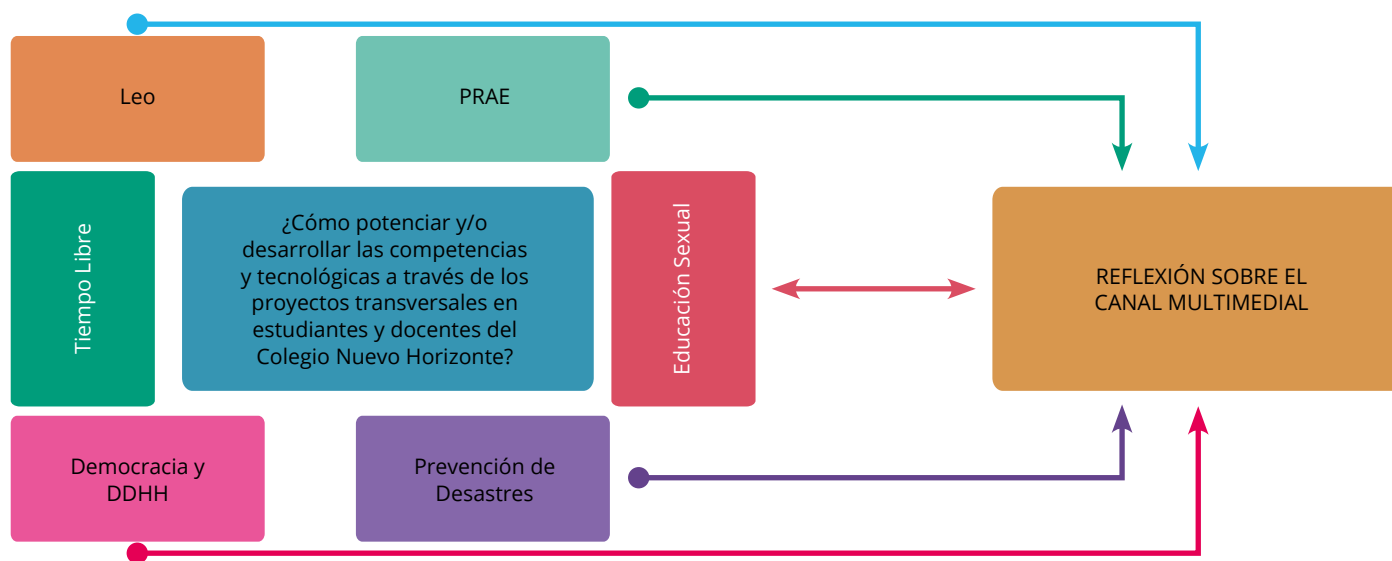 Leo
PRAE
Tiempo Libre
¿Cómo potenciar y/o
desarrollar las competencias
y tecnológicas a través de los
proyectos transversales en
estudiantes y docentes del
Colegio Nuevo Horizonte?
Educación Sexual
REFLEXIÓN SOBRE EL
CANAL MULTIMEDIAL
Democracia y
DDHH
Prevención de
Desastres